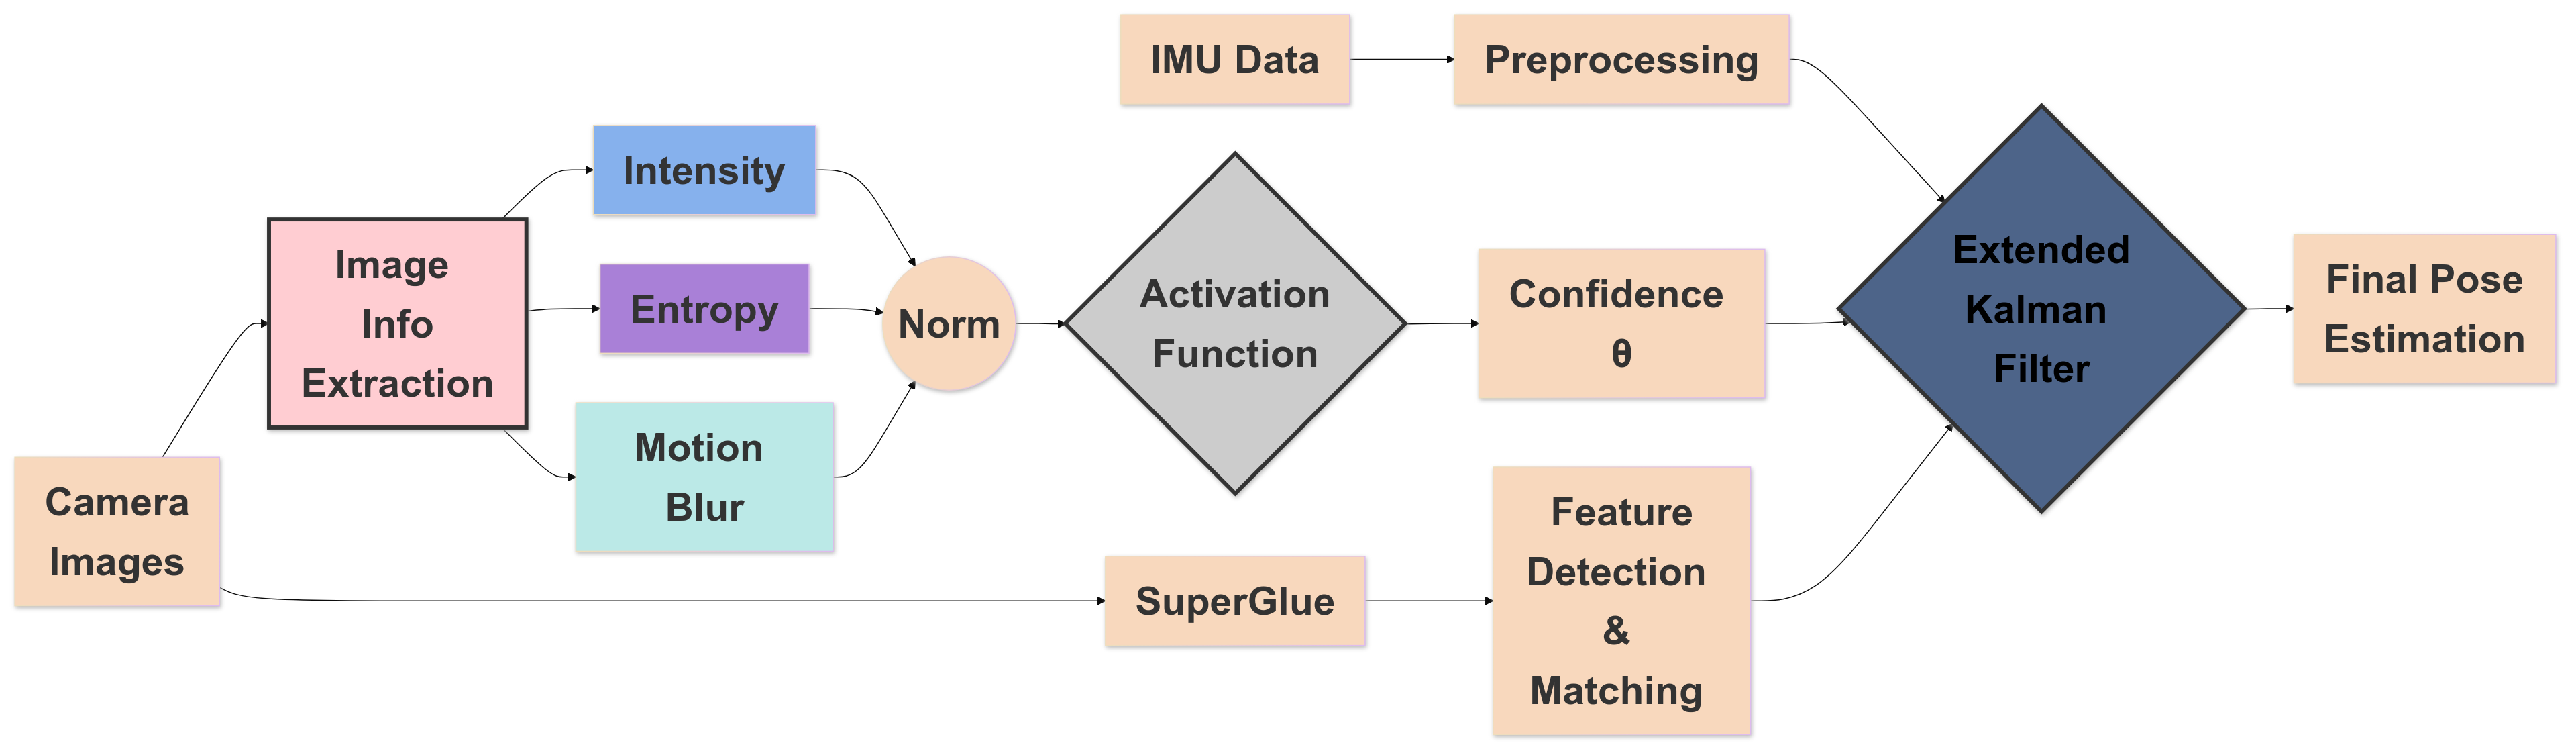 IMU Data
Preprocessing
Intensity
Image
Info
Extraction
Entropy
Norm
Activation
Function
Confidence
θ
Extended
Kalman
Filter
Final Pose
Estimation
Motion
Blur
Camera
Images
SuperGlue
Feature
Detection
&
Matching